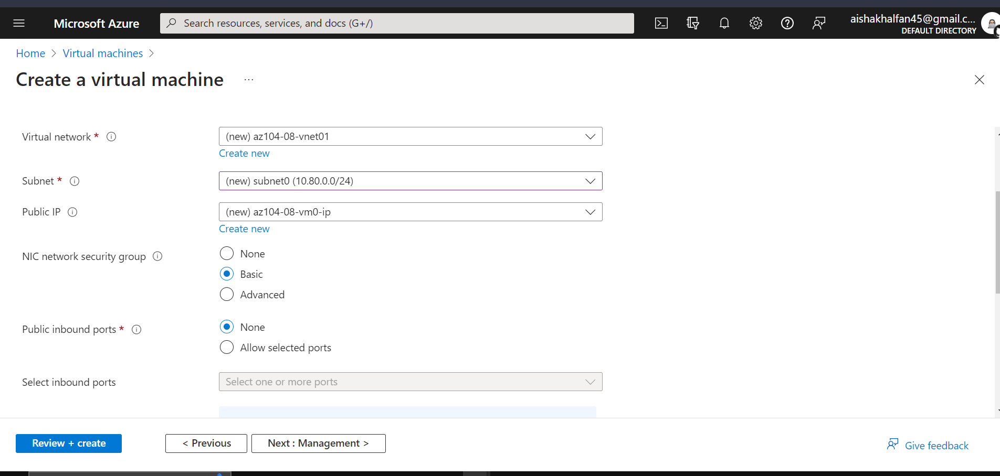 Microsoft Azure
Search resources, services, and docs (G+/)
aishakhalfan45@gmail.c...
DEFAULT DIRECTORY
Home > Virtual machines >
Create a virtual machine ...
Virtual network *
(new) az104-08-vnet01
Create new
Subnet *
(new) subnet0 (10.80.0.0/24)
Public IP
(new) az104-08-vm0-ip
Create new
NIC network security group
None
Basic
Advanced
Public inbound ports *
None
Allow selected ports
Select inbound ports
Select one or more ports
Review + create
< Previous
Next : Management >
Give feedback